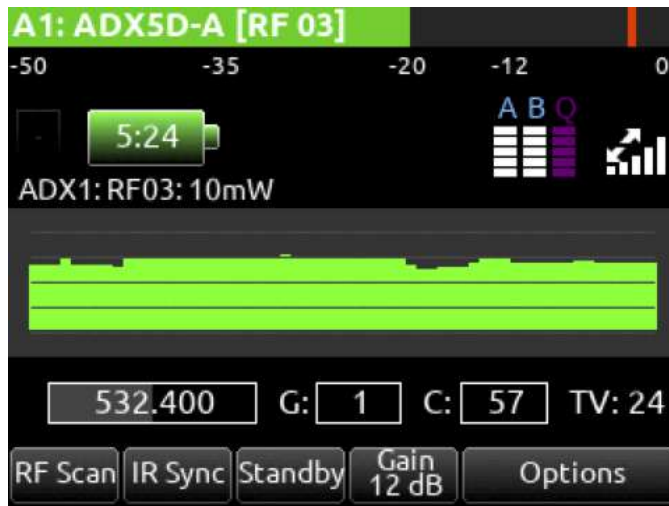 A1: ADX5D-A [RF 03]
-50 -35 -20 -12 0
A B Q
- 5:24
ADX1: RF03: 10mW
532.400 G: 1 C: 57 TV: 24
RF Scan IR Sync Standby Gain 12 dB Options